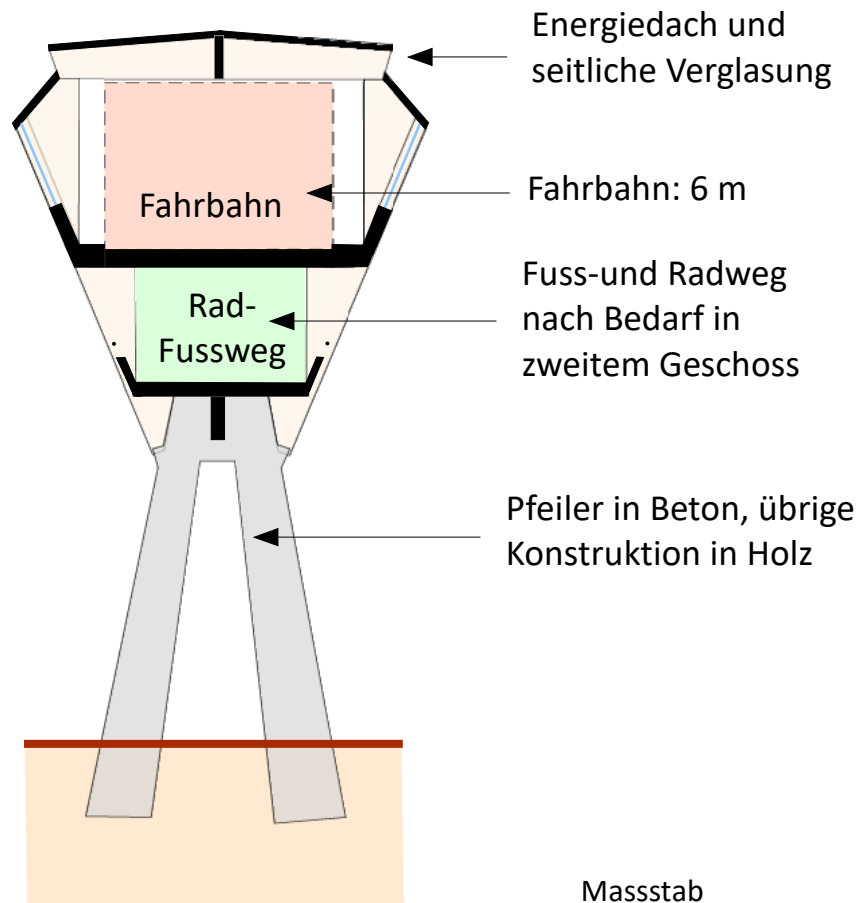 Energiedach und
seitliche Verglasung
Fahrbahn
Fahrbahn: 6 m
Fuss-und Radweg
nach Bedarf in
zweitem Geschoss
Rad-
Fussweg
Pfeiler in Beton, übrige
Konstruktion in Holz
Massstab